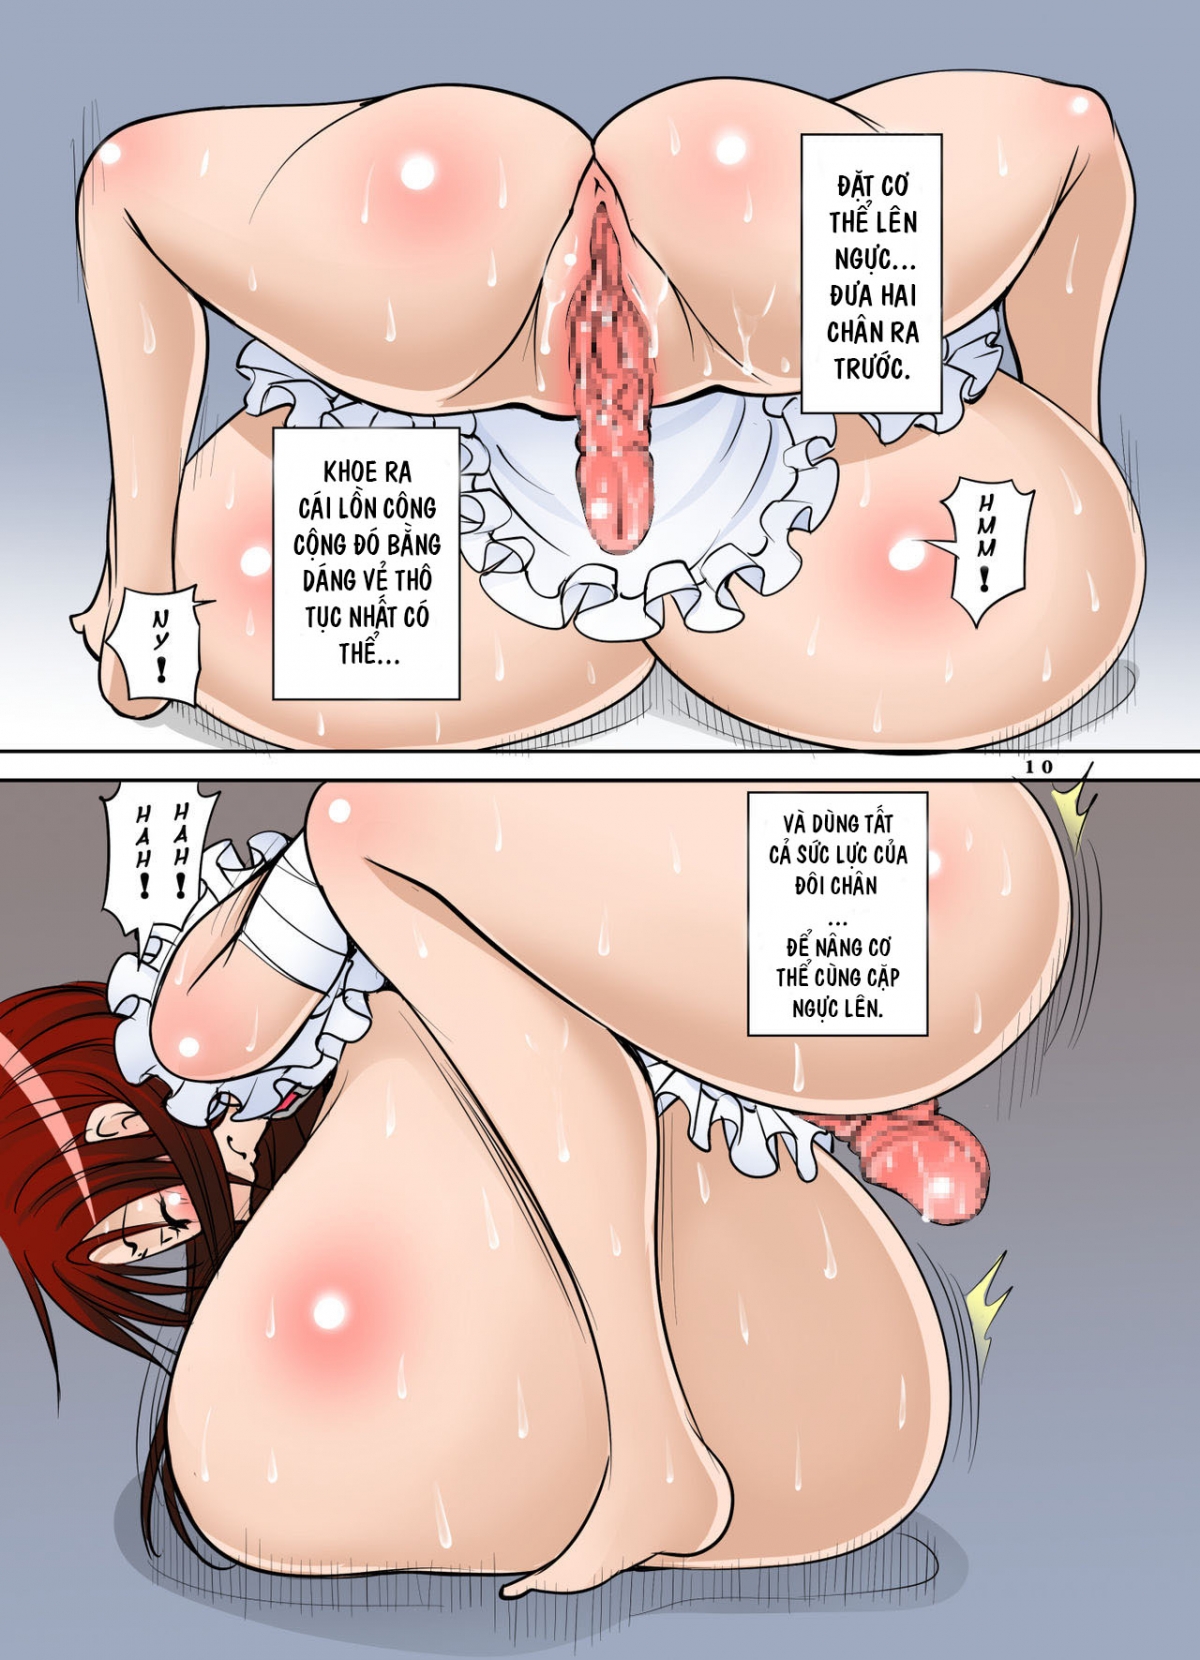 ĐẶT CƠ
THỂ LÊN
NGỰC...
ĐƯA HAI
CHÂN RA
TRƯỚC.
KHOE RA
CÁI LỒN CÔNG
CỘNG ĐÓ BẰNG
DÁNG VẺ THÔ
TỤC NHẤT CÓ
THỂ...
HMM!
NY!
10
HAH!
HAH!
VÀ DÙNG TẤT
CẢ SỨC LỰC CỦA
ĐÔI CHÂN
...
ĐỂ NÂNG CƠ
THỂ CÙNG CẶP
NGỰC LÊN.